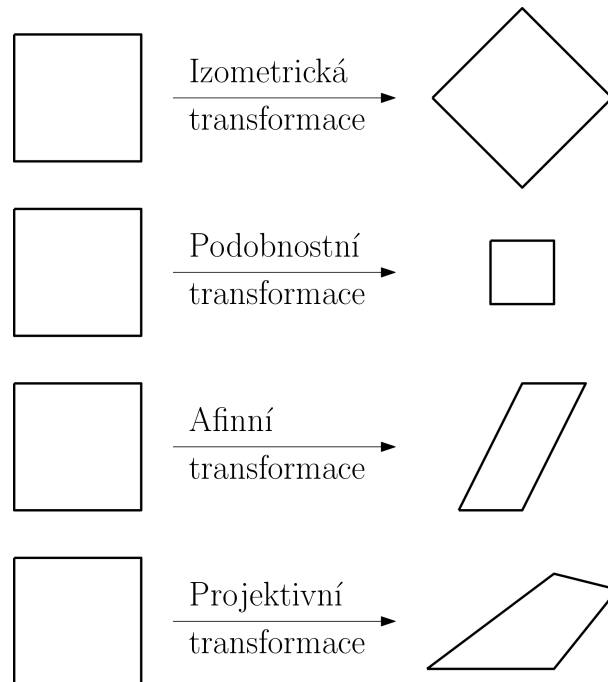 Izometrická
transformace
Podobnostní
transformace
Afinní
transformace
Projektivní
transformace